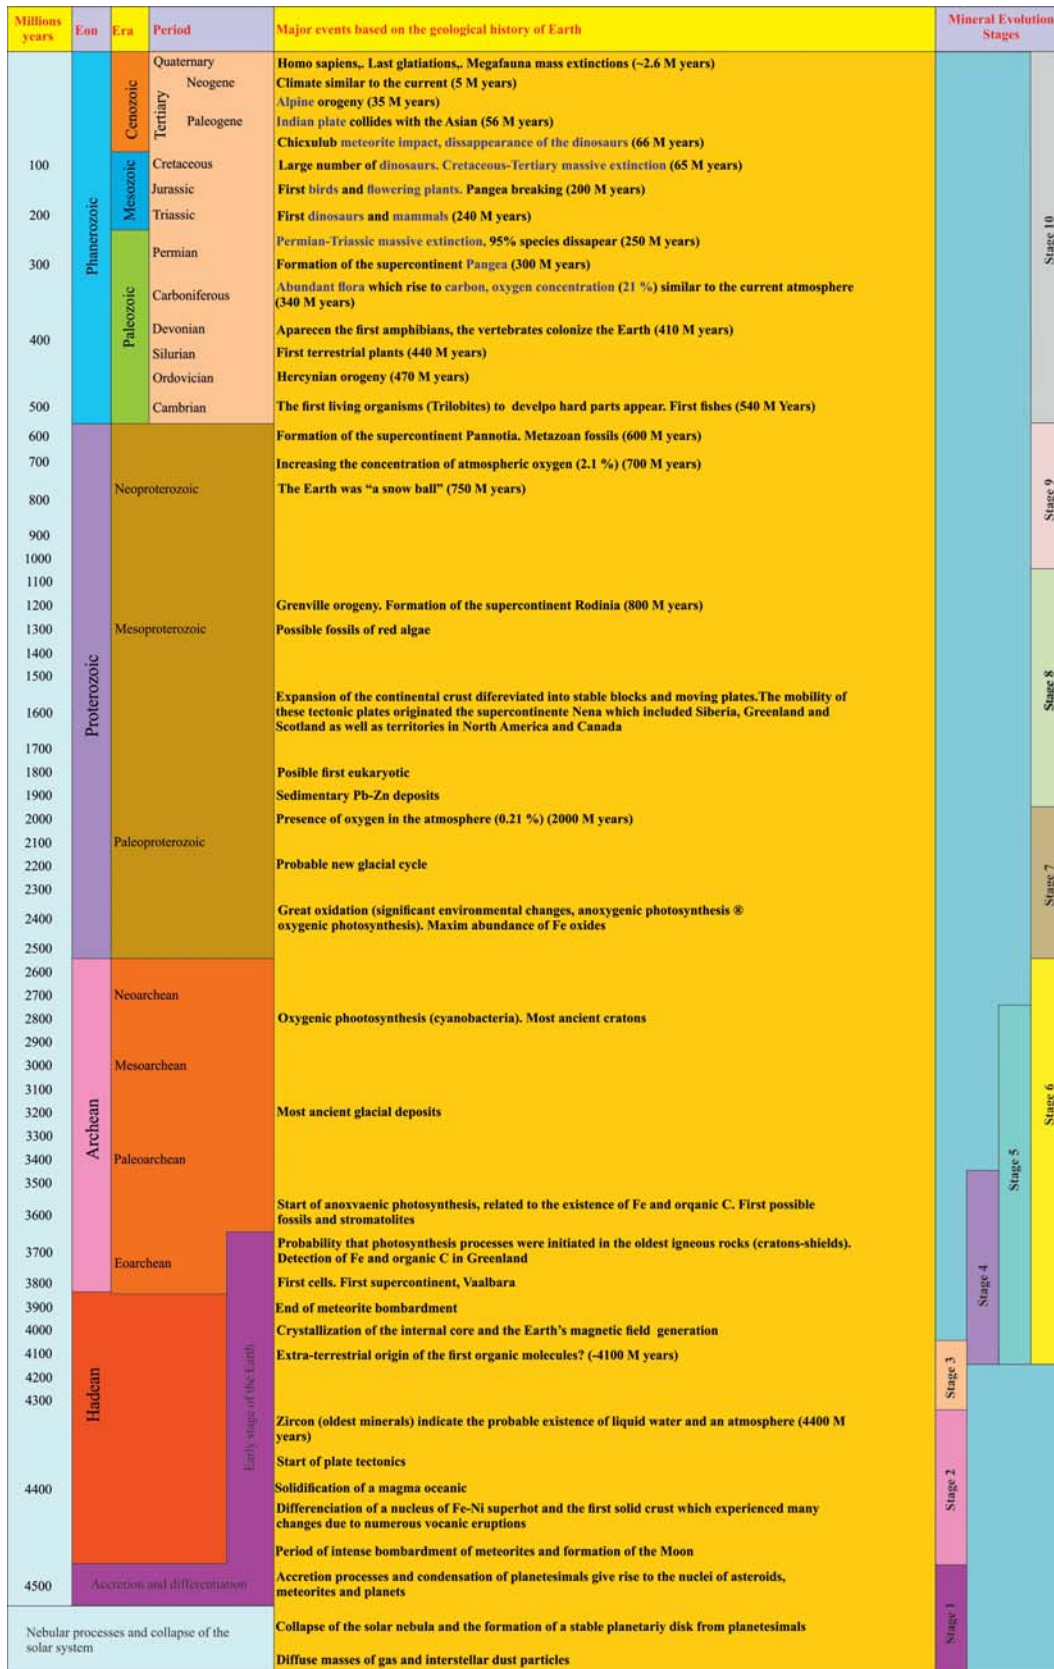 Millions years
Eon
Era
Period
Major events based on the geological history of Earth
Mineral Evolution Stages
Quaternary
Homo sapiens,. Last glatiations,. Megafauna mass extinctions (~2.6 M years)
Neogene
Climate similar to the current (5 M years)
Alpine orogeny (35 M years)
Tertiary
Cenozoic
Paleogene
Indian plate collides with the Asian (56 M years)
Chicxulub meteorite impact, dissappearance of the dinosaurs (66 M years)
100
Cretaceous
Large number of dinosaurs. Cretaceous-Tertiary massive extinction (65 M years)
Mesozoic
Jurassic
First birds and flowering plants. Pangea breaking (200 M years)
200
Triassic
First dinosaurs and mammals (240 M years)
Phanerozoic
Stage 10
Permian-Triassic massive extinction, 95% species dissapear (250 M years)
Permian
300
Formation of the supercontinent Pangea (300 M years)
Carboniferous
Abundant flora which rise to carbon, oxygen concentration (21 %) similar to the current atmosphere
(340 M years)
Paleozoic
Devonian
Aparecen the first amphibians, the vertebrates colonize the Earth (410 M years)
400
Silurian
First terrestrial plants (440 M years)
Ordovician
Hercynian orogeny (470 M years)
500
Cambrian
The first living organisms (Trilobites) to develpo hard parts appear. First fishes (540 M Years)
600
Formation of the supercontinent Pannotia. Metazoan fossils (600 M years)
700
Increasing the concentration of atmospheric oxygen (2.1 %) (700 M years)
Neoproterozoic
The Earth was “a snow ball” (750 M years)
800
Stage 9
900
1000
1100
1200
Grenville orogeny. Formation of the supercontinent Rodinia (800 M years)
1300
Mesoproterozoic
Possible fossils of red algae
1400
1500
Proterozoic
Stage 8
Expansion of the continental crust difereviated into stable blocks and moving plates.The mobility of
1600
these tectonic plates originated the supercontinente Nena which included Siberia, Greenland and
Scotland as well as territories in North America and Canada
1700
1800
Posible first eukaryotic
1900
Sedimentary Pb-Zn deposits
2000
Presence of oxygen in the atmosphere (0.21 %) (2000 M years)
2100
Paleoproterozoic
2200
Probable new glacial cycle
Stage 7
2300
2400
Great oxidation (significant environmental changes, anoxygenic photosynthesis ®
oxygenic photosynthesis). Maxim abundance of Fe oxides
2500
2600
2700
Neoarchean
2800
Oxygenic phootosynthesis (cyanobacteria). Most ancient cratons
2900
3000
Mesoarchean
3100
Archean
Stage 6
3200
Most ancient glacial deposits
3300
3400
Paleoarchean
Stage 5
3500
3600
Start of anoxvaenic photosynthesis, related to the existence of Fe and orqanic C. First possible
fossils and stromatolites
3700
Probability that photosynthesis processes were initiated in the oldest igneous rocks (cratons-shields).
Detection of Fe and organic C in Greenland
Eoarchean
Stage 4
3800
First cells. First supercontinent, Vaalbara
3900
End of meteorite bombardment
4000
Crystallization of the internal core and the Earth’s magnetic field generation
4100
Extra-terrestrial origin of the first organic molecules? (-4100 M years)
4200
Stage 3
Hadean
Early stage of the Earth
4300
Zircon (oldest minerals) indicate the probable existence of liquid water and an atmosphere (4400 M
years)
Start of plate tectonics
4400
Solidification of a magma oceanic
Stage 2
Differenciation of a nucleus of Fe-Ni superhot and the first solid crust which experienced many
changes due to numerous vocanic eruptions
Period of intense bombardment of meteorites and formation of the Moon
4500
Accretion and differentiation
Accretion processes and condensation of planetesimals give rise to the nuclei of asteroids,
meteorites and planets
Stage 1
Nebular processes and collapse of the
solar system
Collapse of the solar nebula and the formation of a stable planetariy disk from planetesimals
Diffuse masses of gas and interstellar dust particles